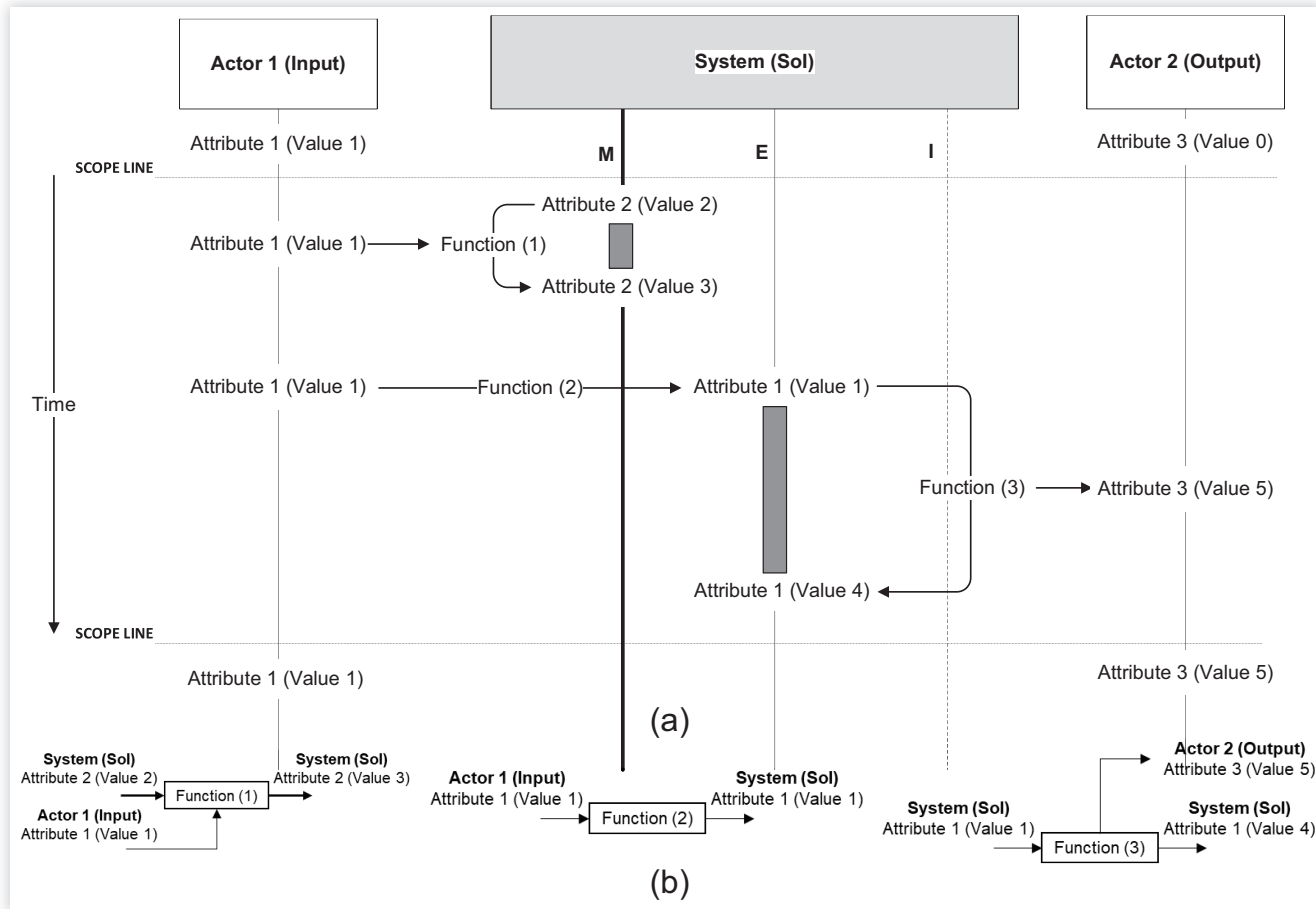 Actor 1 (Input)
System (Sol)
Actor 2 (Output)
Attribute 1 (Value 1)
M
E
I
Attribute 3 (Value 0)
SCOPE LINE
Attribute 2 (Value 2)
Attribute 1 (Value 1)
Function (1)
Attribute 2 (Value 3)
Attribute 1 (Value 1)
Function (2)
Attribute 1 (Value 1)
Time
Function (3)
Attribute 3 (Value 5)
Attribute 1 (Value 4)
SCOPE LINE
Attribute 1 (Value 1)
Attribute 3 (Value 5)
(a)
System (Sol)
Attribute 2 (Value 2)
Function (1)
System (Sol)
Attribute 2 (Value 3)
Actor 1 (Input)
Attribute 1 (Value 1)
Actor 1 (Input)
Attribute 1 (Value 1)
Function (2)
System (Sol)
Attribute 1 (Value 1)
Actor 2 (Output)
Attribute 3 (Value 5)
System (Sol)
Attribute 1 (Value 1)
Function (3)
System (Sol)
Attribute 1 (Value 4)
(b)